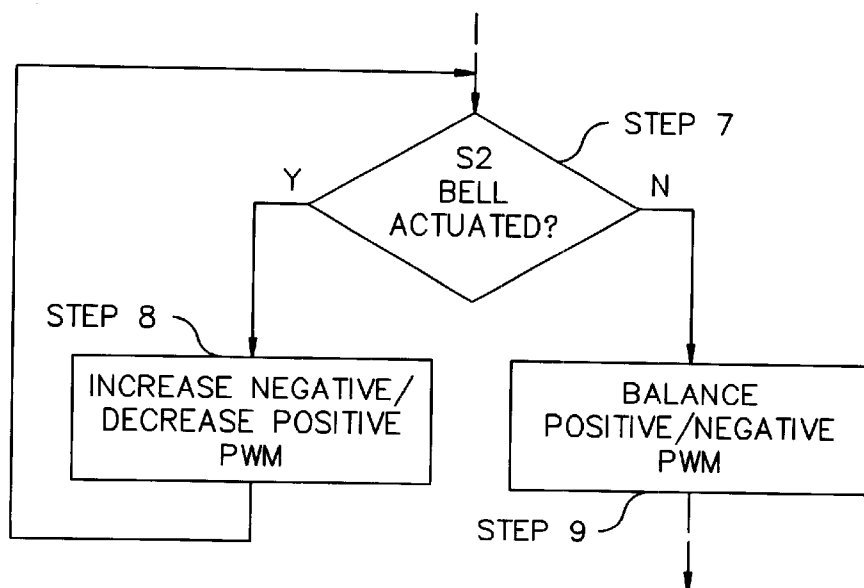 STEP 7
S2
BELL
ACTUATED?
Y
N
STEP 8
INCREASE NEGATIVE/
DECREASE POSITIVE
PWM
BALANCE
POSITIVE/NEGATIVE
PWM
STEP 9